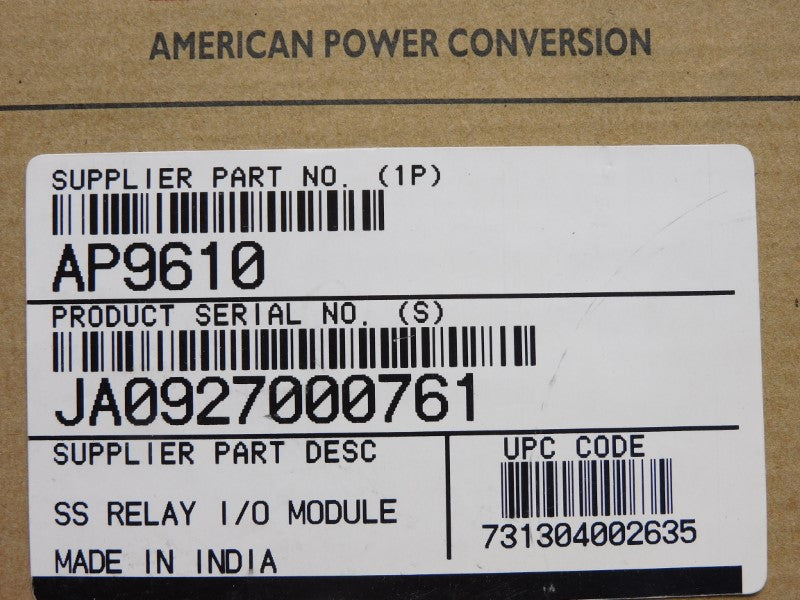 AMERICAN POWER CONVERSION
SUPPLIER PART NO. (1P)
AP9610
PRODUCT SERIAL NO. (S)
JA0927000761
SUPPLIER PART DESC
SS RELAY I/O MODULE
MADE IN INDIA
UPC CODE
731304002635